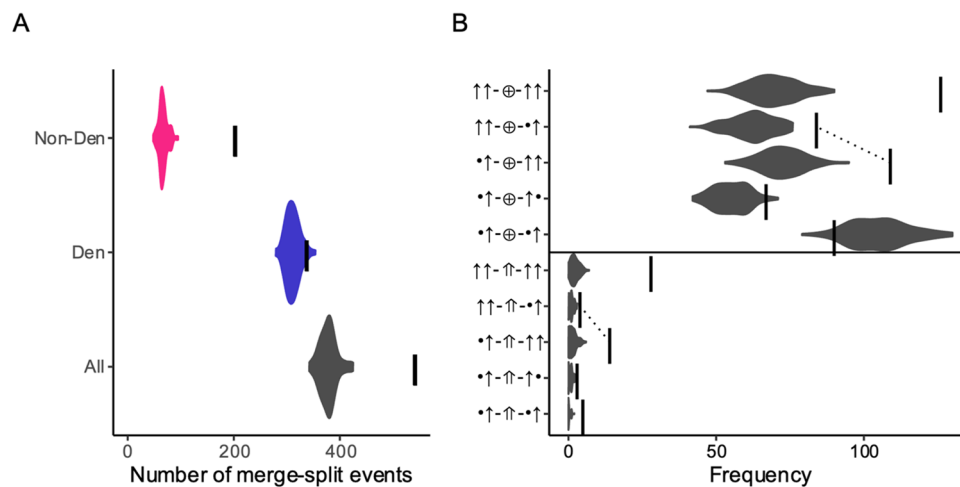 A
B
Non-Den
Den
All
0
200
400
Number of merge-split events
↑↑-⊕-↑↑
↑↑-⊕-•↑
•↑-⊕-↑↑
•↑-⊕-↑•
•↑-⊕-•↑
↑↑-⇑-↑↑
↑↑-⇑-•↑
•↑-⇑-↑↑
•↑-⇑-↑•
•↑-⇑-•↑
0
50
100
Frequency